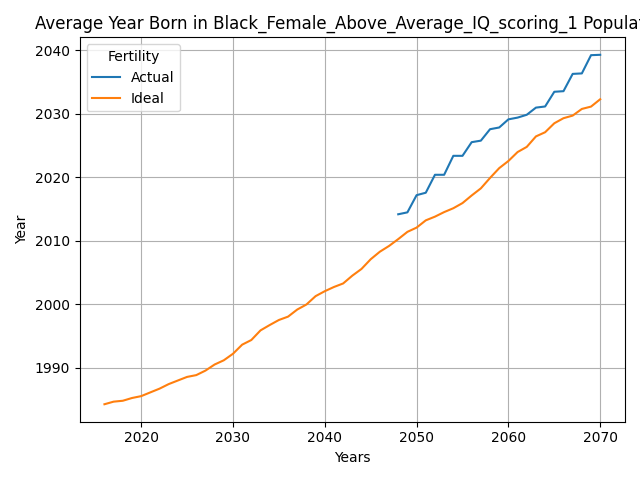 Average Year Born in Black_Female_Above_Average_IQ_scoring_1 Populat
Fertility
Actual
Ideal
2040
2030
2020
2010
2000
1990
Year
2020 2030 2040 2050 2060 2070
Years